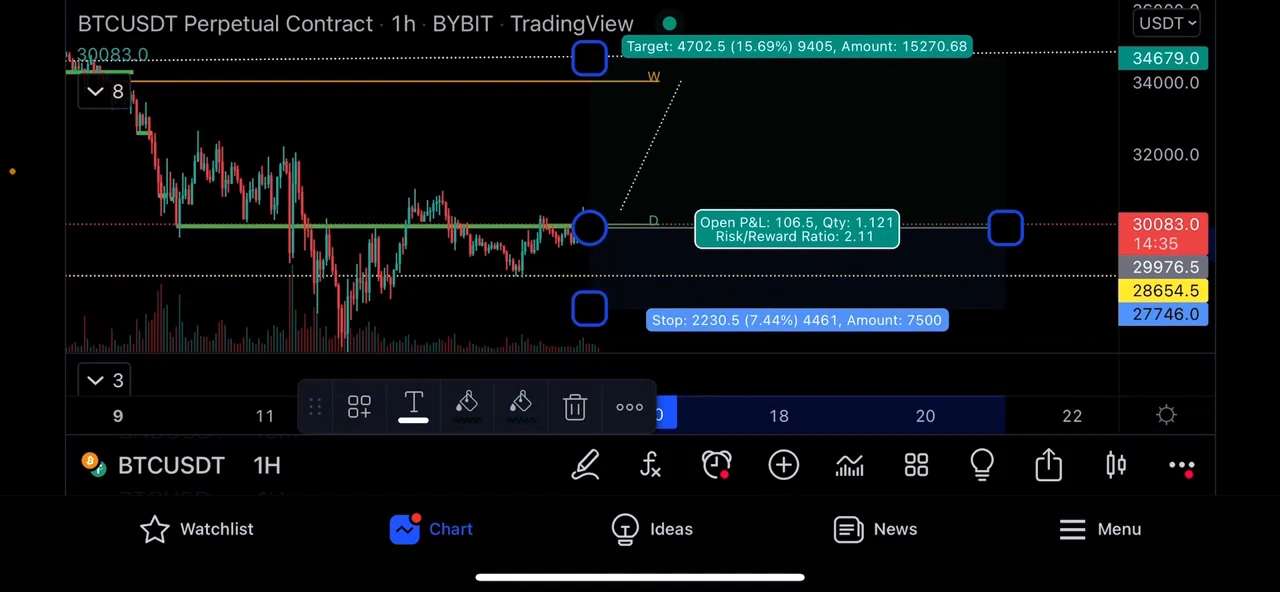 BTCUSDT Perpetual Contract · 1h · BYBIT · TradingView
USDT
30083.0
Target: 4702.5 (15.69%) 9405, Amount: 15270.68
34679.0
W
34000.0
8
32000.0
D
Open P&L: 106.5, Qty: 1.121
Risk/Reward Ratio: 2.11
30083.0
14:35
29976.5
28654.5
27746.0
Stop: 2230.5 (7.44%) 4461, Amount: 7500
3
9
11
18
20
22
BTCUSDT 1H
Watchlist
Chart
Ideas
News
Menu